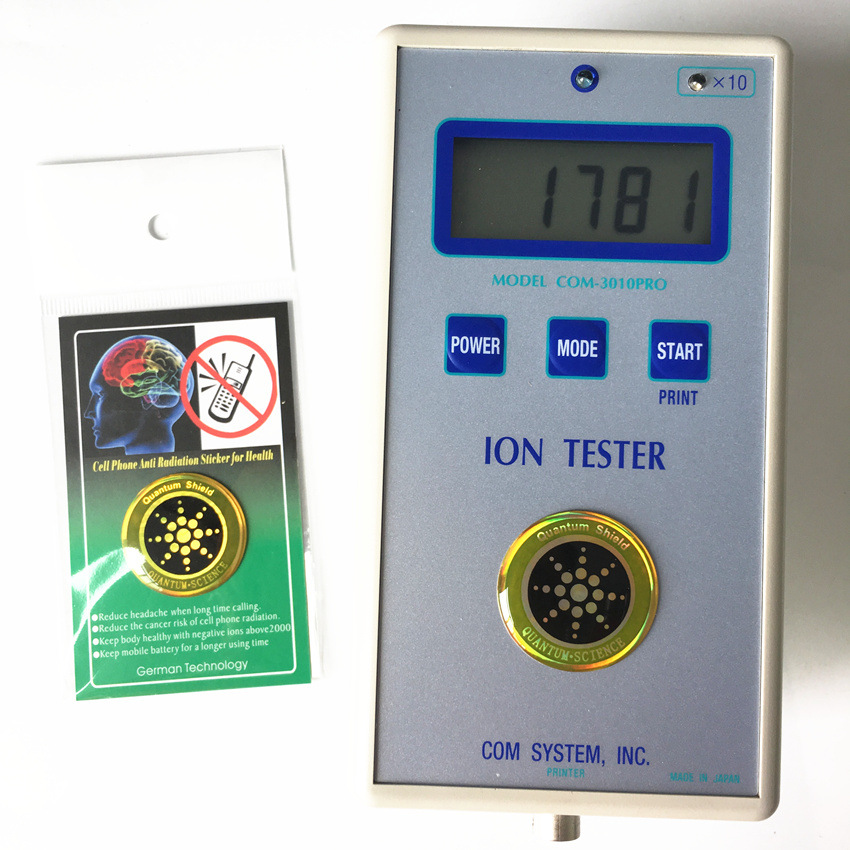 Cell Phone Anti Radiation Sticker for Health
Quantum Shield
QUANTUM•SCIENCE
●Reduce headache when long time calling.
●Reduce the cancer risk of cell phone radiation.
●Keep body healthy with negative ions above2000
●Keep mobile battery for a longer using time
German Technology
×10
1781
MODEL COM-3010PRO
POWER
MODE
START
PRINT
ION TESTER
Quantum Shield
QUANTUM•SCIENCE
COM SYSTEM, INC.
PRINTER
MADE IN JAPAN